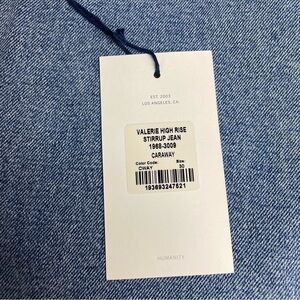 EST. 2003
LOS ANGELES, CA.
VALERIE HIGH RISE
STIRRUP JEAN
1968-3009
CARAWAY
Color Code: Size:
CWAY 30
193693247521
HUMANITY